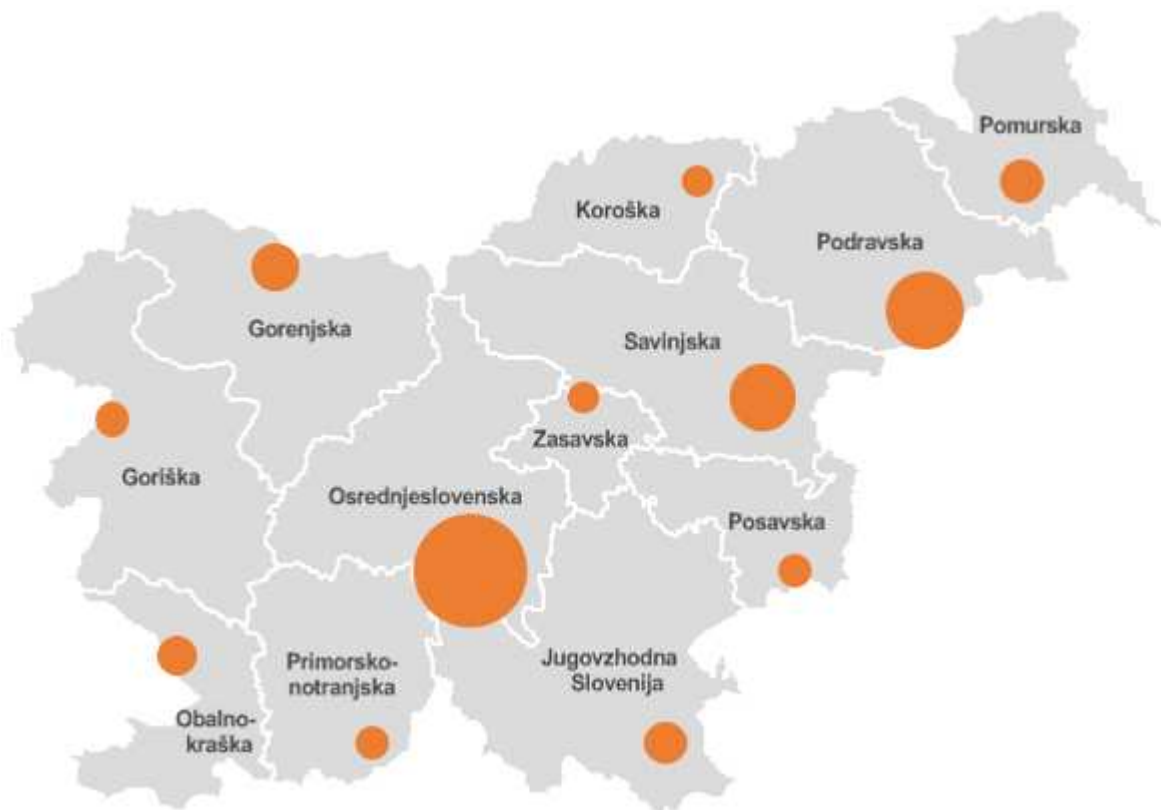 Pomurska
Koroška
Podravska
Gorenjska
Savinjska
Zasavska
Goriška
Osrednjeslovenska
Posavska
Primorsko-
notranjska
Jugovzhodna
Slovenija
Obalno-
kraška